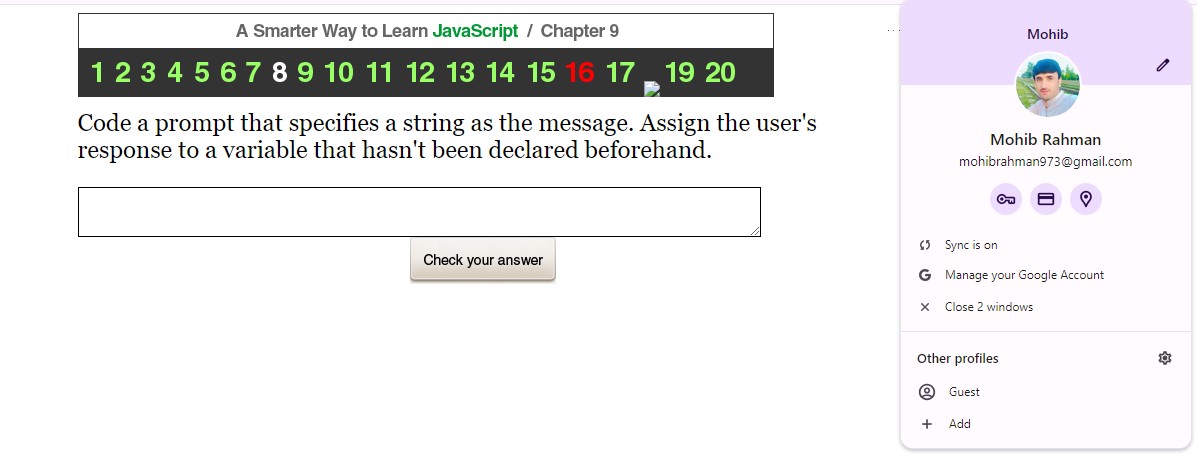 A Smarter Way to Learn JavaScript / Chapter 9
1 2 3 4 5 6 7 8 9 10 11 12 13 14 15 16 17 19 20
Code a prompt that specifies a string as the message. Assign the user's
response to a variable that hasn't been declared beforehand.
Check your answer
Mohib
Mohib Rahman
mohibrahman973@gmail.com
Sync is on
Manage your Google Account
Close 2 windows
Other profiles
Guest
Add